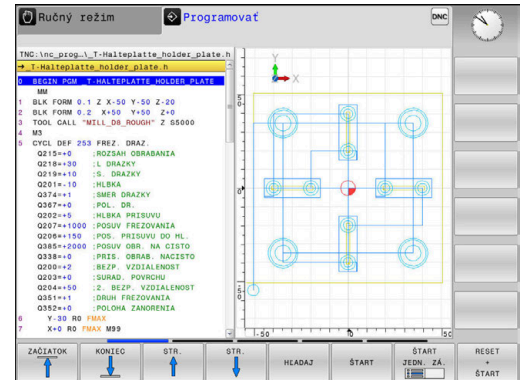 Ručný režim
Programovať
DNC
TNC:\nc_prog…\_T-Halteplatte_holder_plate.h
→_T-Halteplatte_holder_plate.h
0 BEGIN PGM _T-HALTEPLATTE_HOLDER_PLATE
MM
1 BLK FORM 0.1 Z X-50 Y-50 Z-20
2 BLK FORM 0.2 X+50 Y+50 Z+0
3 TOOL CALL "MILL_D8_ROUGH" Z S5000
4 M3
5 CYCL DEF 253 FREZ. DRAZ.
Q215=+0 ;ROZSAH OBRABANIA
Q218=+30 ;L DRAZKY
Q219=+10 ;S. DRAZKY
Q201=-10 ;HLBKA
Q374=+1 ;SMER DRAZKY
Q367=+0 ;POL. DR.
Q202=+5 ;HLBKA PRISUVU
Q207=+1000 ;POSUV FREZOVANIA
Q206=+150 ;POS. PRISUVU DO HL.
Q385=+2000 ;POSUV OBR. NA CISTO
Q338=+0 ;PRIS. OBRAB. NACISTO
Q200=+2 ;BEZP. VZDIALENOST
Q203=+0 ;SURAD. POVRCHU
Q204=+50 ;2. BEZP. VZDIALENOST
Q351=+1 ;DRUH FREZOVANIA
Q352=+0 ;POLOHA ZANORENIA
6 Y-30 R0 FMAX
7 X+0 R0 FMAX M99
Y
X
50
0
-50
-50
0
50
ZAČIATOK
KONIEC
STR.
STR.
HĽADAJ
ŠTART
ŠTART
JEDN. ZÁ.
RESET
+
ŠTART